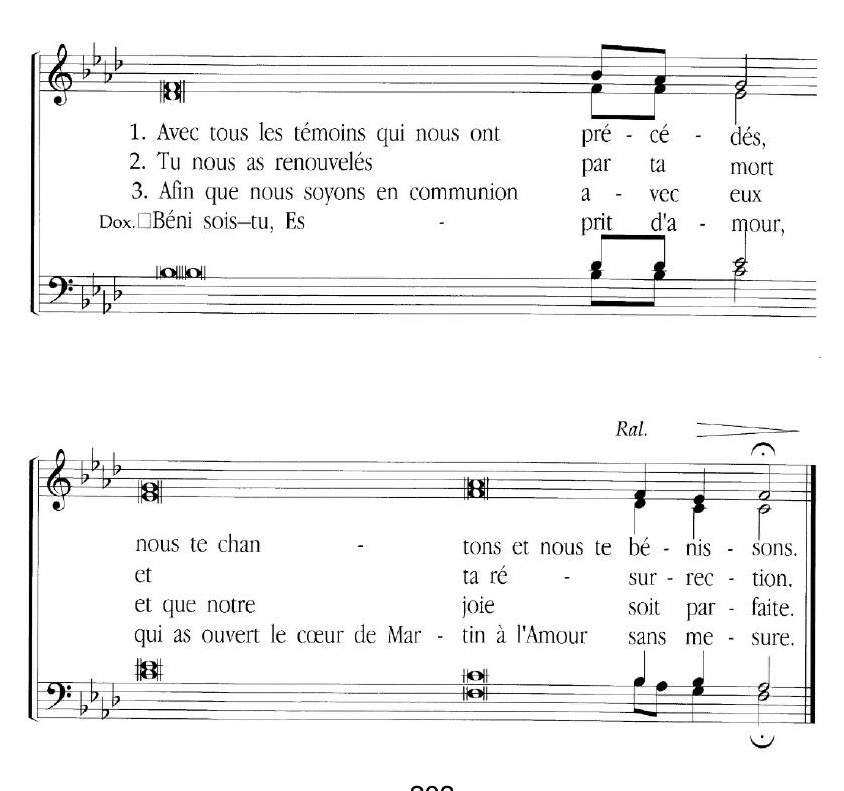 1. Avec tous les témoins qui nous ont pré - cé - dés,
2. Tu nous as renouvelés par ta mort
3. Afin que nous soyons en communion a - vec eux
Dox.□Béni sois–tu, Es - prit d'a - mour,
Ral.
nous te chan - tons et nous te bé - nis - sons.
et ta ré - sur - rec - tion.
et que notre joie soit par - faite.
qui as ouvert le cœur de Mar - tin à l'Amour sans me - sure.